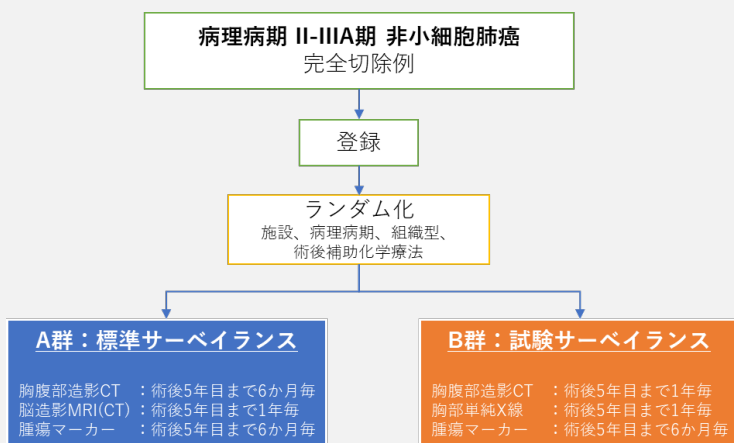 病理病期 II-IIIA期 非小細胞肺癌
完全切除例
登録
ランダム化
施設、病理病期、組織型、
術後補助化学療法
A群：標準サーベイランス
胸腹部造影CT ：術後5年目まで6か月毎
脳造影MRI(CT) ：術後5年目まで1年毎
腫瘍マーカー ：術後5年目まで6か月毎
B群：試験サーベイランス
胸腹部造影CT ：術後5年目まで1年毎
胸部単純X線 ：術後5年目まで1年毎
腫瘍マーカー ：術後5年目まで6か月毎